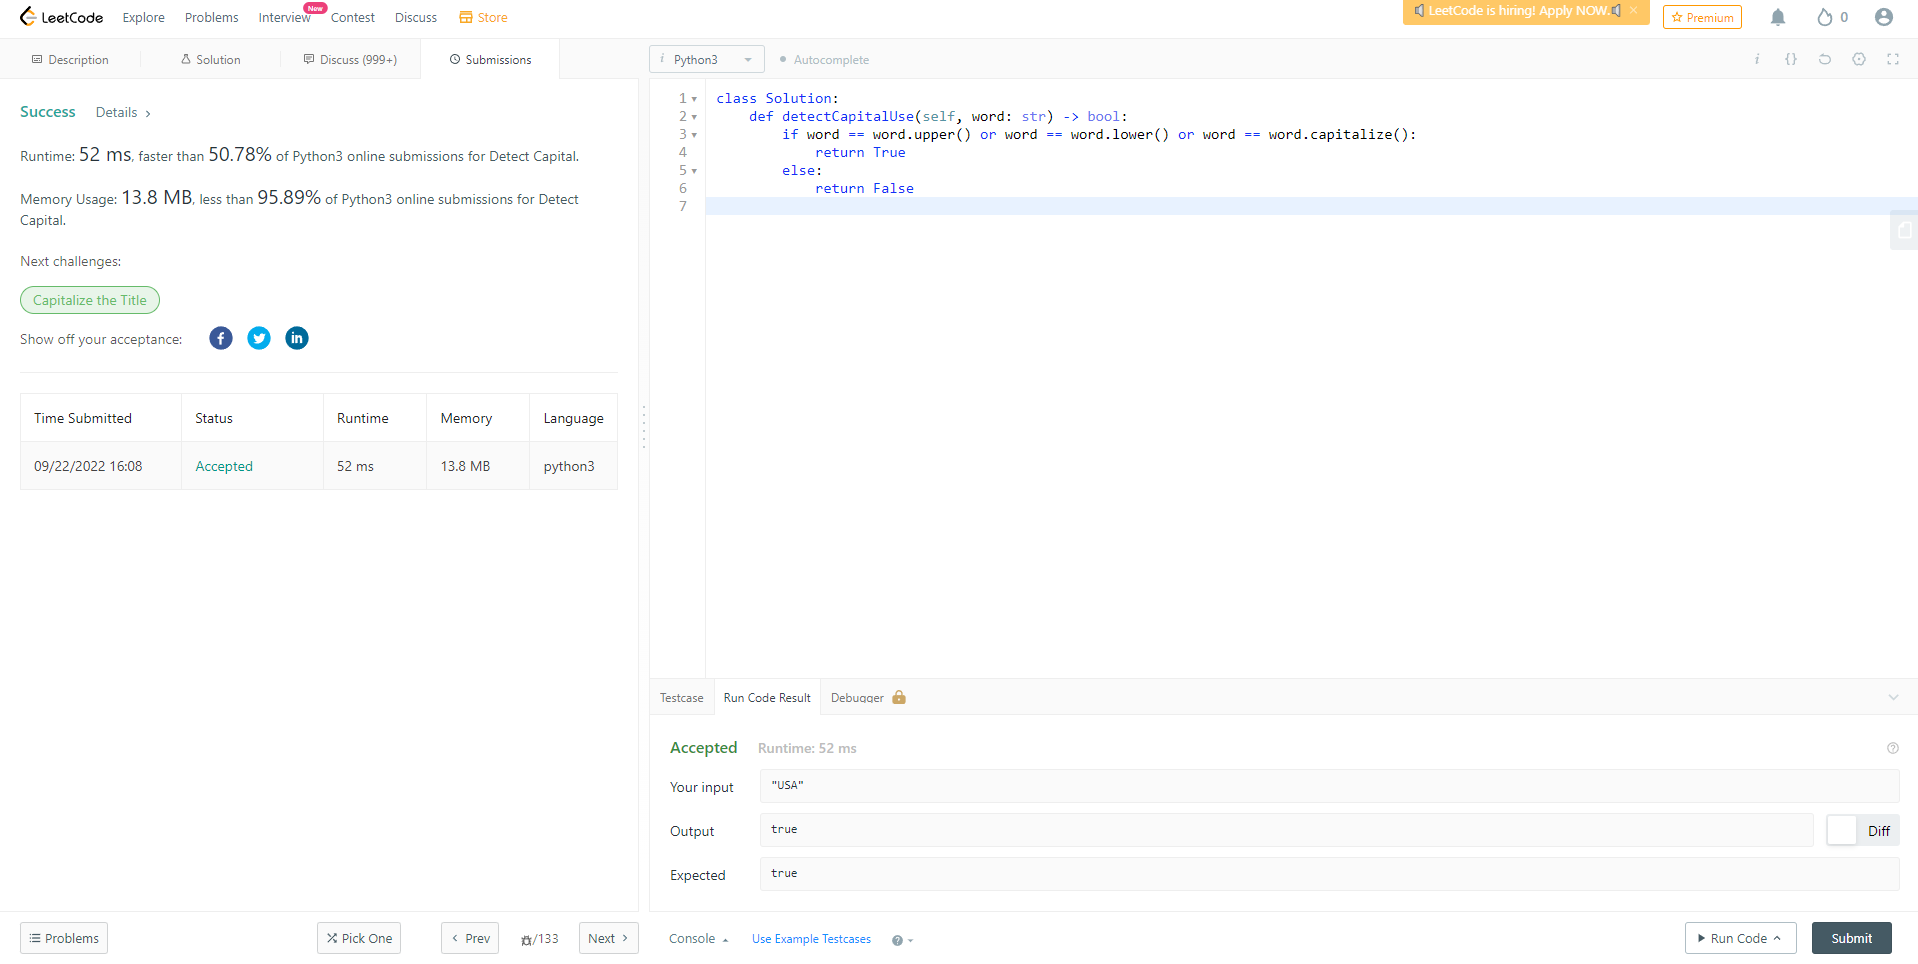 LeetCode Explore Problems Interview New Contest Discuss Store LeetCode is hiring! Apply NOW. Premium 0
Description Solution Discuss (999+) Submissions
Success Details
Runtime: 52 ms, faster than 50.78% of Python3 online submissions for Detect Capital.
Memory Usage: 13.8 MB, less than 95.89% of Python3 online submissions for Detect
Capital.
Next challenges:
Capitalize the Title
Show off your acceptance:
Time Submitted Status Runtime Memory Language
09/22/2022 16:08 Accepted 52 ms 13.8 MB python3
i Python3 Autocomplete i {}
1 class Solution:
2 def detectCapitalUse(self, word: str) -> bool:
3 if word == word.upper() or word == word.lower() or word == word.capitalize():
4 return True
5 else:
6 return False
7
Testcase Run Code Result Debugger
Accepted Runtime: 52 ms
Your input "USA"
Output true Diff
Expected true
Problems Pick One Prev /133 Next Console Use Example Testcases Run Code Submit